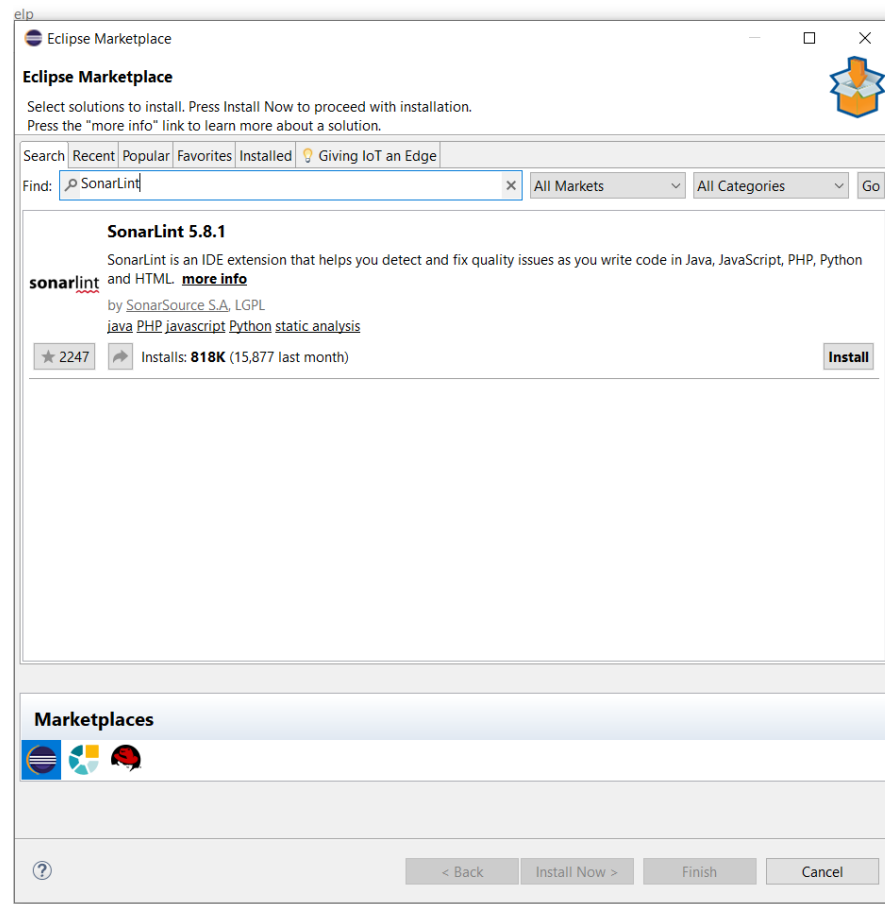 elp
Eclipse Marketplace
Eclipse Marketplace
Select solutions to install. Press Install Now to proceed with installation.
Press the "more info" link to learn more about a solution.
Search Recent Popular Favorites Installed Giving IoT an Edge
Find: SonarLint All Markets All Categories Go
SonarLint 5.8.1
SonarLint is an IDE extension that helps you detect and fix quality issues as you write code in Java, JavaScript, PHP, Python
and HTML. more info
sonarlint
by SonarSource S.A, LGPL
java PHP javascript Python static analysis
2247 Installs: 818K (15,877 last month) Install
Marketplaces
? < Back Install Now > Finish Cancel